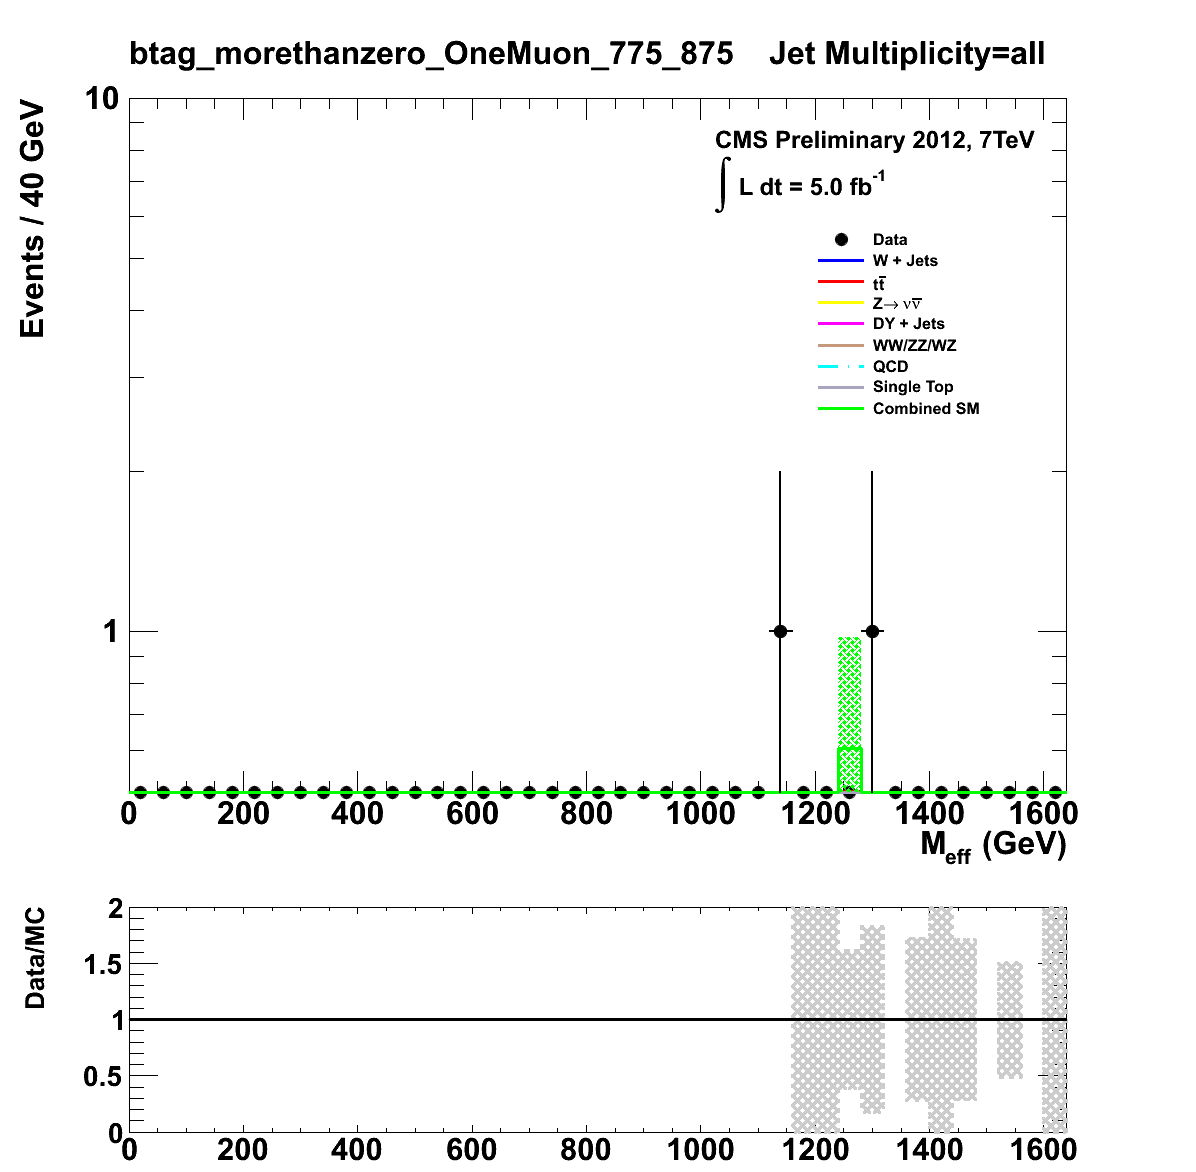 btag_morethanzero_OneMuon_775_875 Jet Multiplicity=all
Events / 40 GeV
10
1
CMS Preliminary 2012, 7TeV
∫ L dt = 5.0 fb⁻¹
Data
W + Jets
tt̅
Z→ νν̅
DY + Jets
WW/ZZ/WZ
QCD
Single Top
Combined SM
0 200 400 600 800 1000 1200 1400 1600
M_eff (GeV)
Data/MC
2
1.5
1
0.5
0
0 200 400 600 800 1000 1200 1400 1600